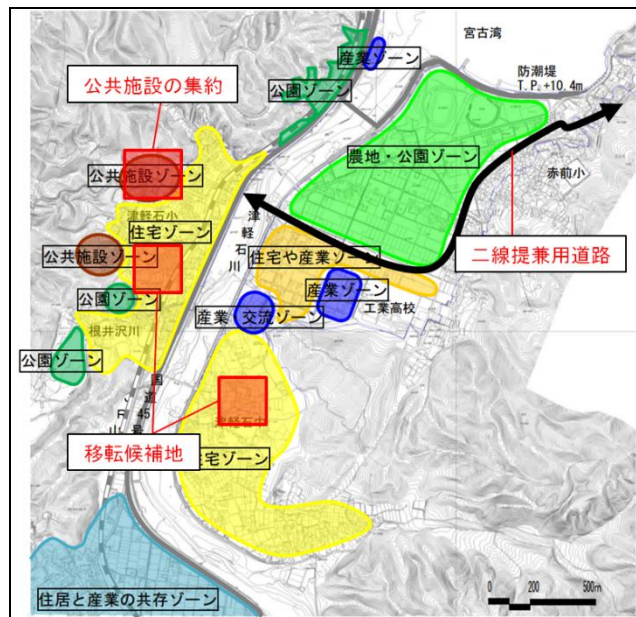 宮古湾
産業ゾーン
防潮堤
T.P.+10.4m
公共施設の集約
公園ゾーン
農地・公園ゾーン
赤前小
公共施設ゾーン
津軽石小
住宅ゾーン
津軽石川
二線堤兼用道路
公共施設ゾーン
住宅や産業ゾーン
産業ゾーン
公園ゾーン
産業 交流ゾーン
工業高校
根井沢川
公園ゾーン
国道45号
移転候補地
住宅ゾーン
住居と産業の共存ゾーン
0 200 500m